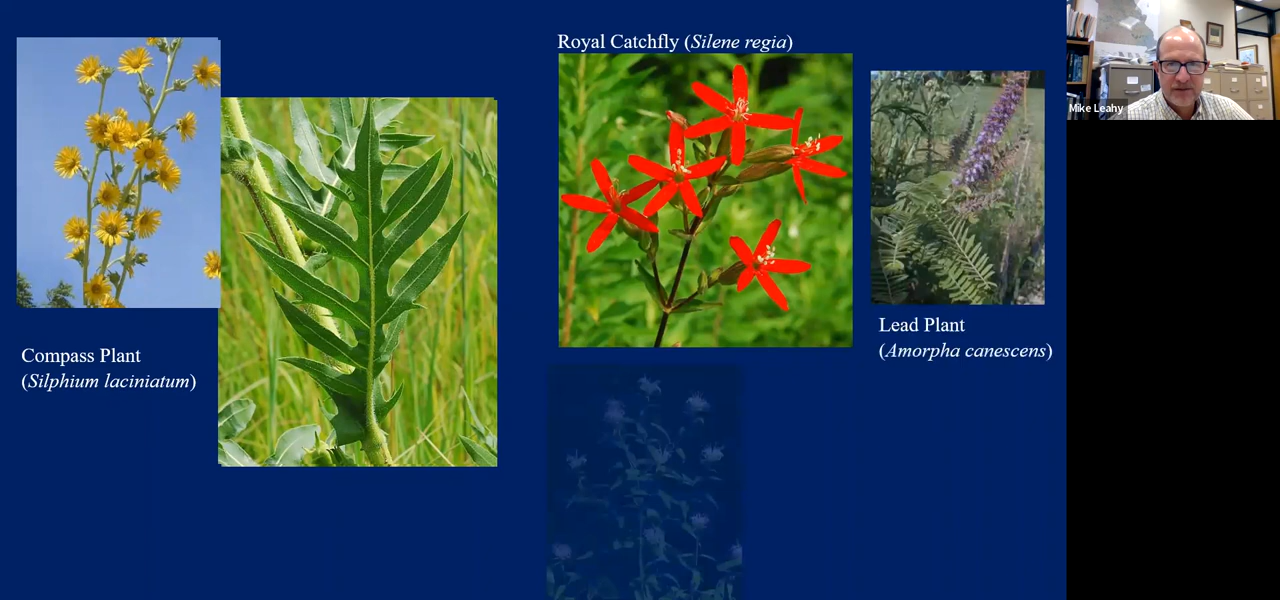 Royal Catchfly (Silene regia)
Mike Leahy
Lead Plant
(Amorpha canescens)
Compass Plant
(Silphium laciniatum)